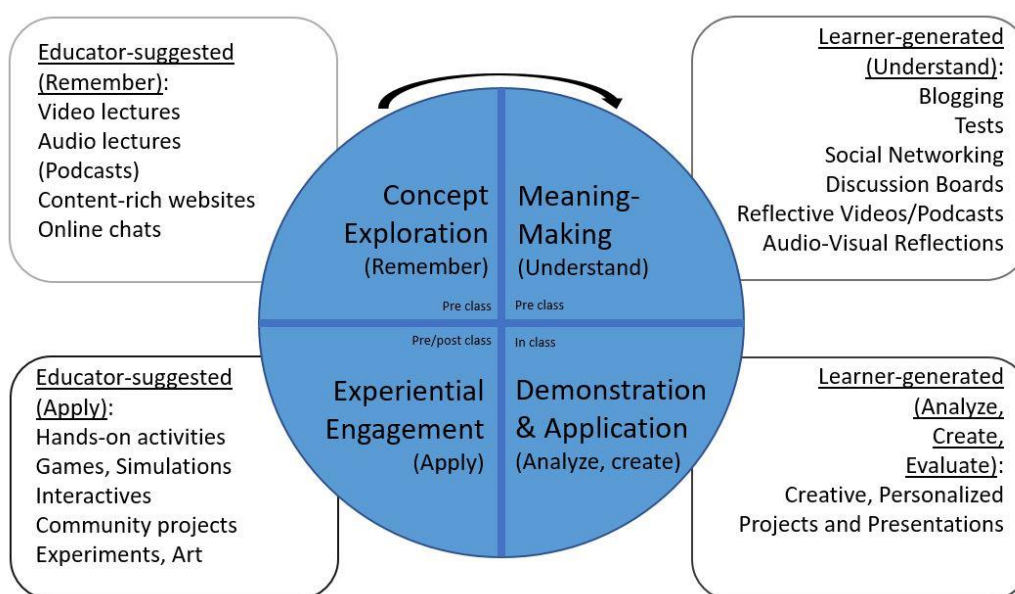 Educator-suggested
(Remember):
Video lectures
Audio lectures
(Podcasts)
Content-rich websites
Online chats
Learner-generated
(Understand):
Blogging
Tests
Social Networking
Discussion Boards
Reflective Videos/Podcasts
Audio-Visual Reflections
Concept
Exploration
(Remember)
Pre class
Meaning-
Making
(Understand)
Pre class
Pre/post class
Experiential
Engagement
(Apply)
In class
Demonstration
& Application
(Analyze, create)
Educator-suggested
(Apply):
Hands-on activities
Games, Simulations
Interactives
Community projects
Experiments, Art
Learner-generated
(Analyze,
Create,
Evaluate):
Creative, Personalized
Projects and Presentations